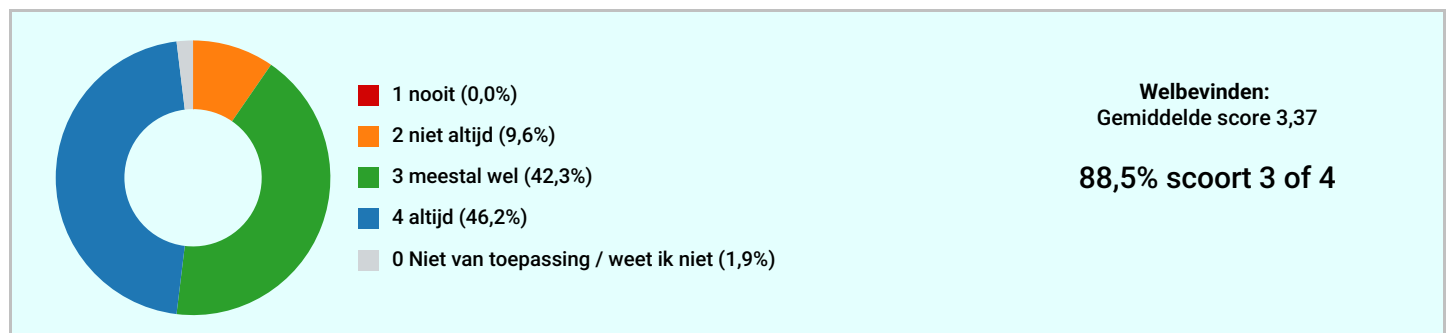 1 nooit (0,0%)
2 niet altijd (9,6%)
3 meestal wel (42,3%)
4 altijd (46,2%)
0 Niet van toepassing / weet ik niet (1,9%)
Welbevinden:
Gemiddelde score 3,37
88,5% scoort 3 of 4